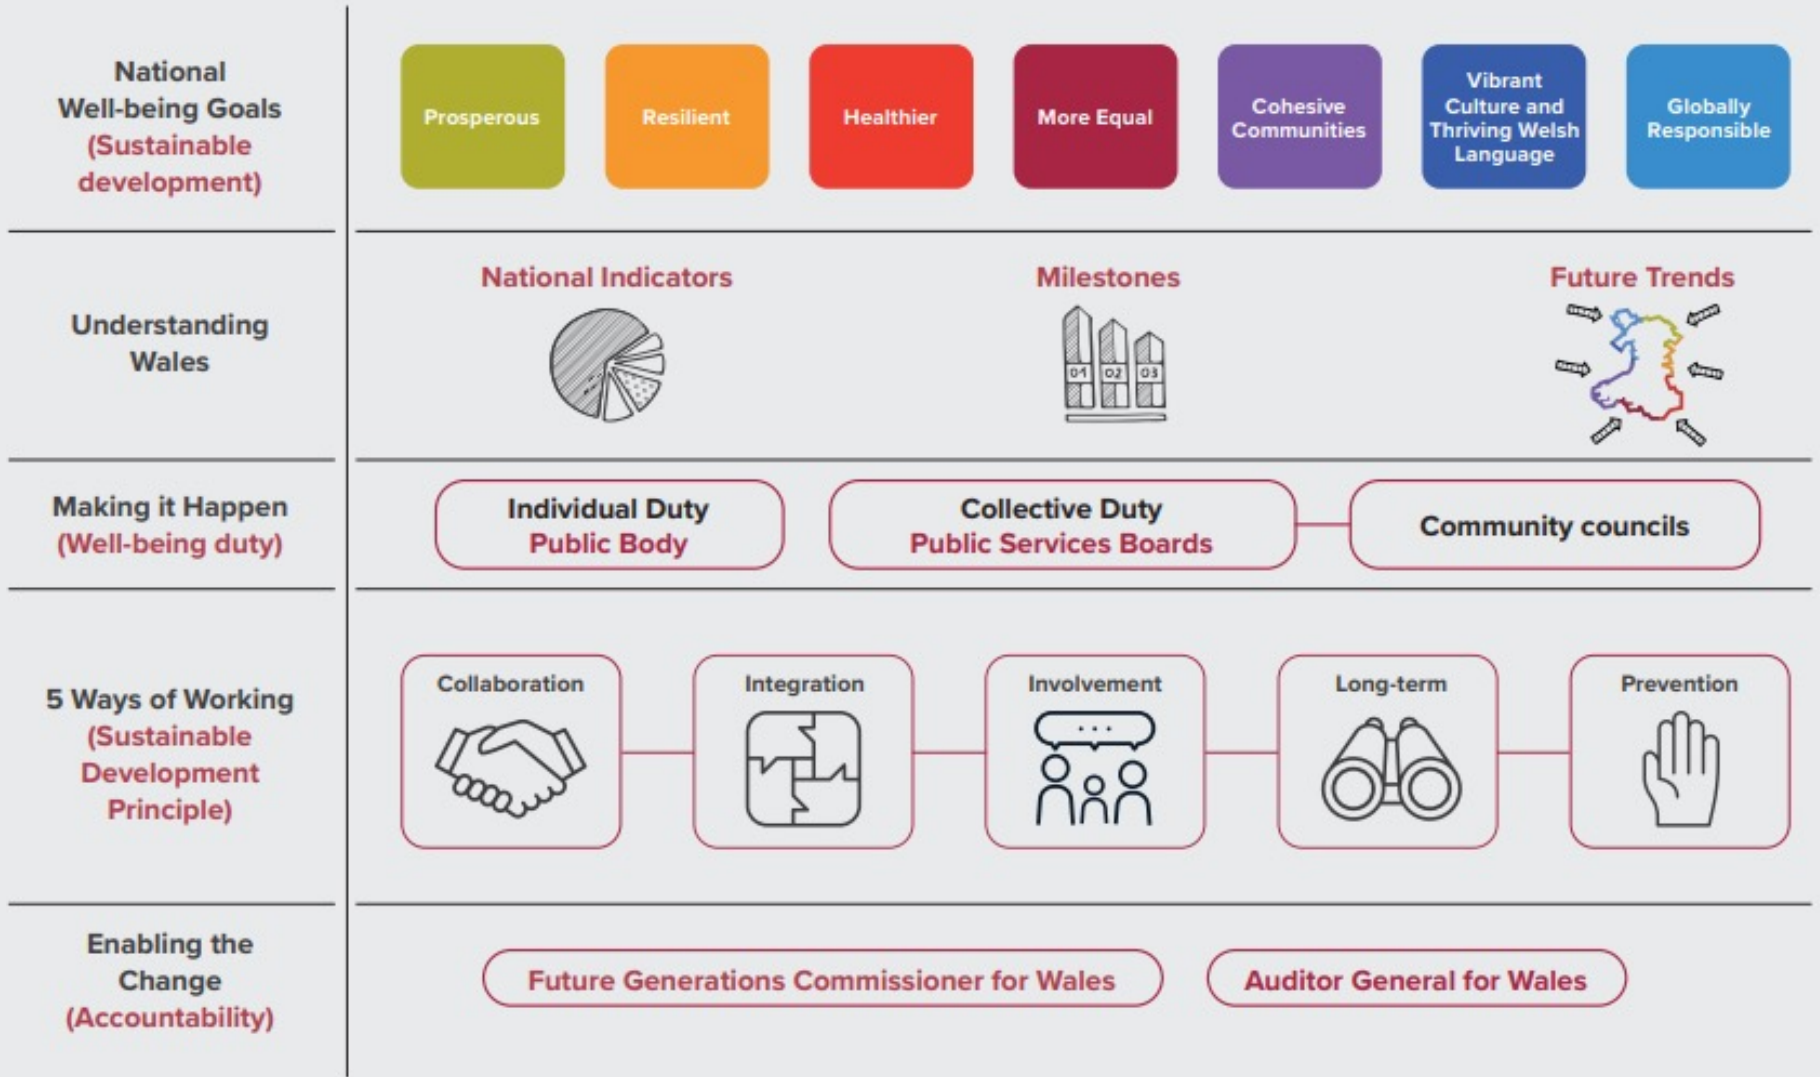 National
Well-being Goals
(Sustainable
development)
Prosperous
Resilient
Healthier
More Equal
Cohesive
Communities
Vibrant
Culture and
Thriving Welsh
Language
Globally
Responsible
Understanding
Wales
National Indicators
Milestones
01 02 03
Future Trends
Making it Happen
(Well-being duty)
Individual Duty
Public Body
Collective Duty
Public Services Boards
Community councils
5 Ways of Working
(Sustainable
Development
Principle)
Collaboration
Integration
Involvement
Long-term
Prevention
Enabling the
Change
(Accountability)
Future Generations Commissioner for Wales
Auditor General for Wales